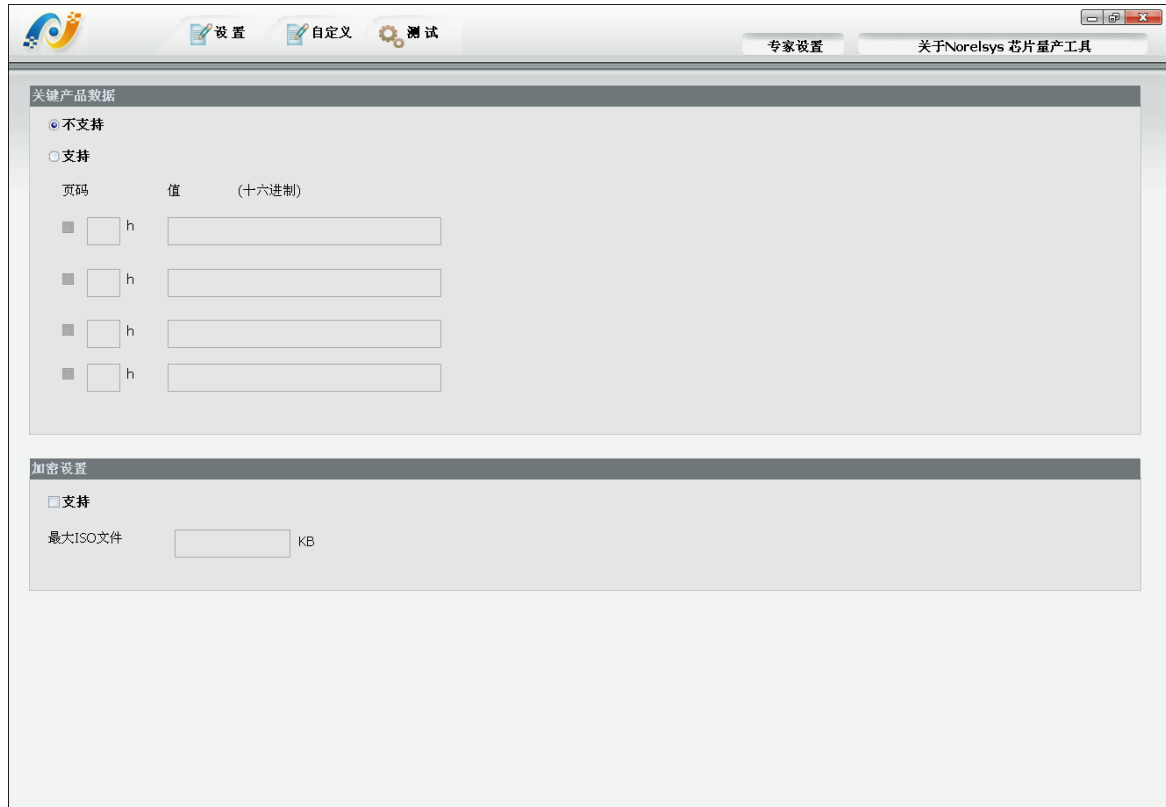 设 置 自定义 测 试
专家设置 关于Norelsys 芯片量产工具
关键产品数据
不支持
支持
页码 值 (十六进制)
h
h
h
h
加密设置
支持
最大ISO文件 KB